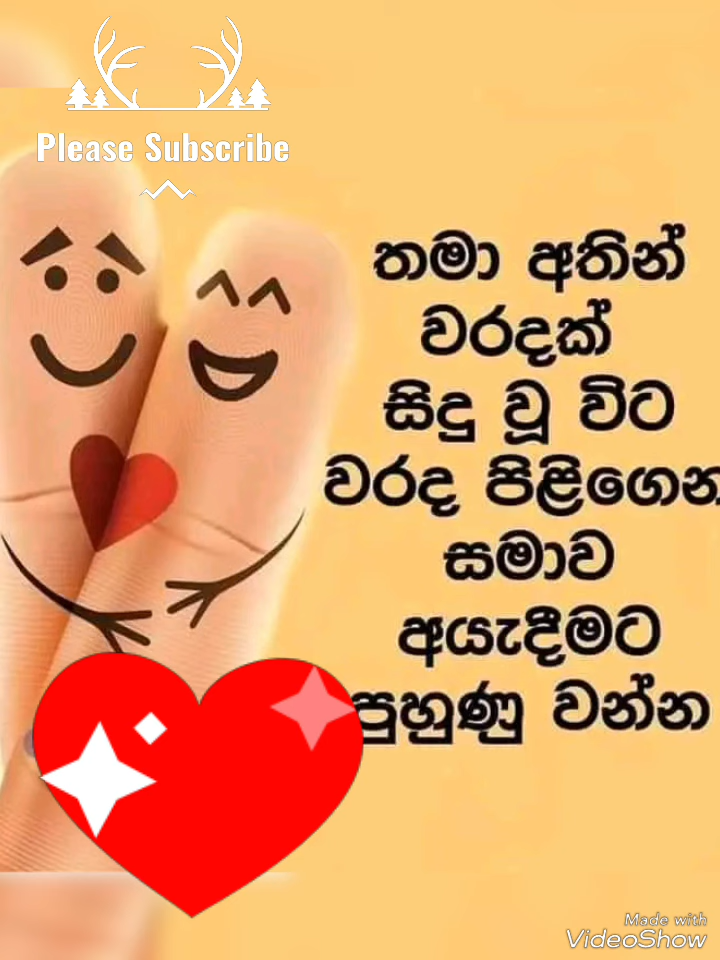 Please Subscribe
තමා අතින්
වරදක්
සිදු වූ විට
වරද පිළිගෙන
සමාව
අයැදීමට
පුහුණු වන්න
Made with
VideoShow